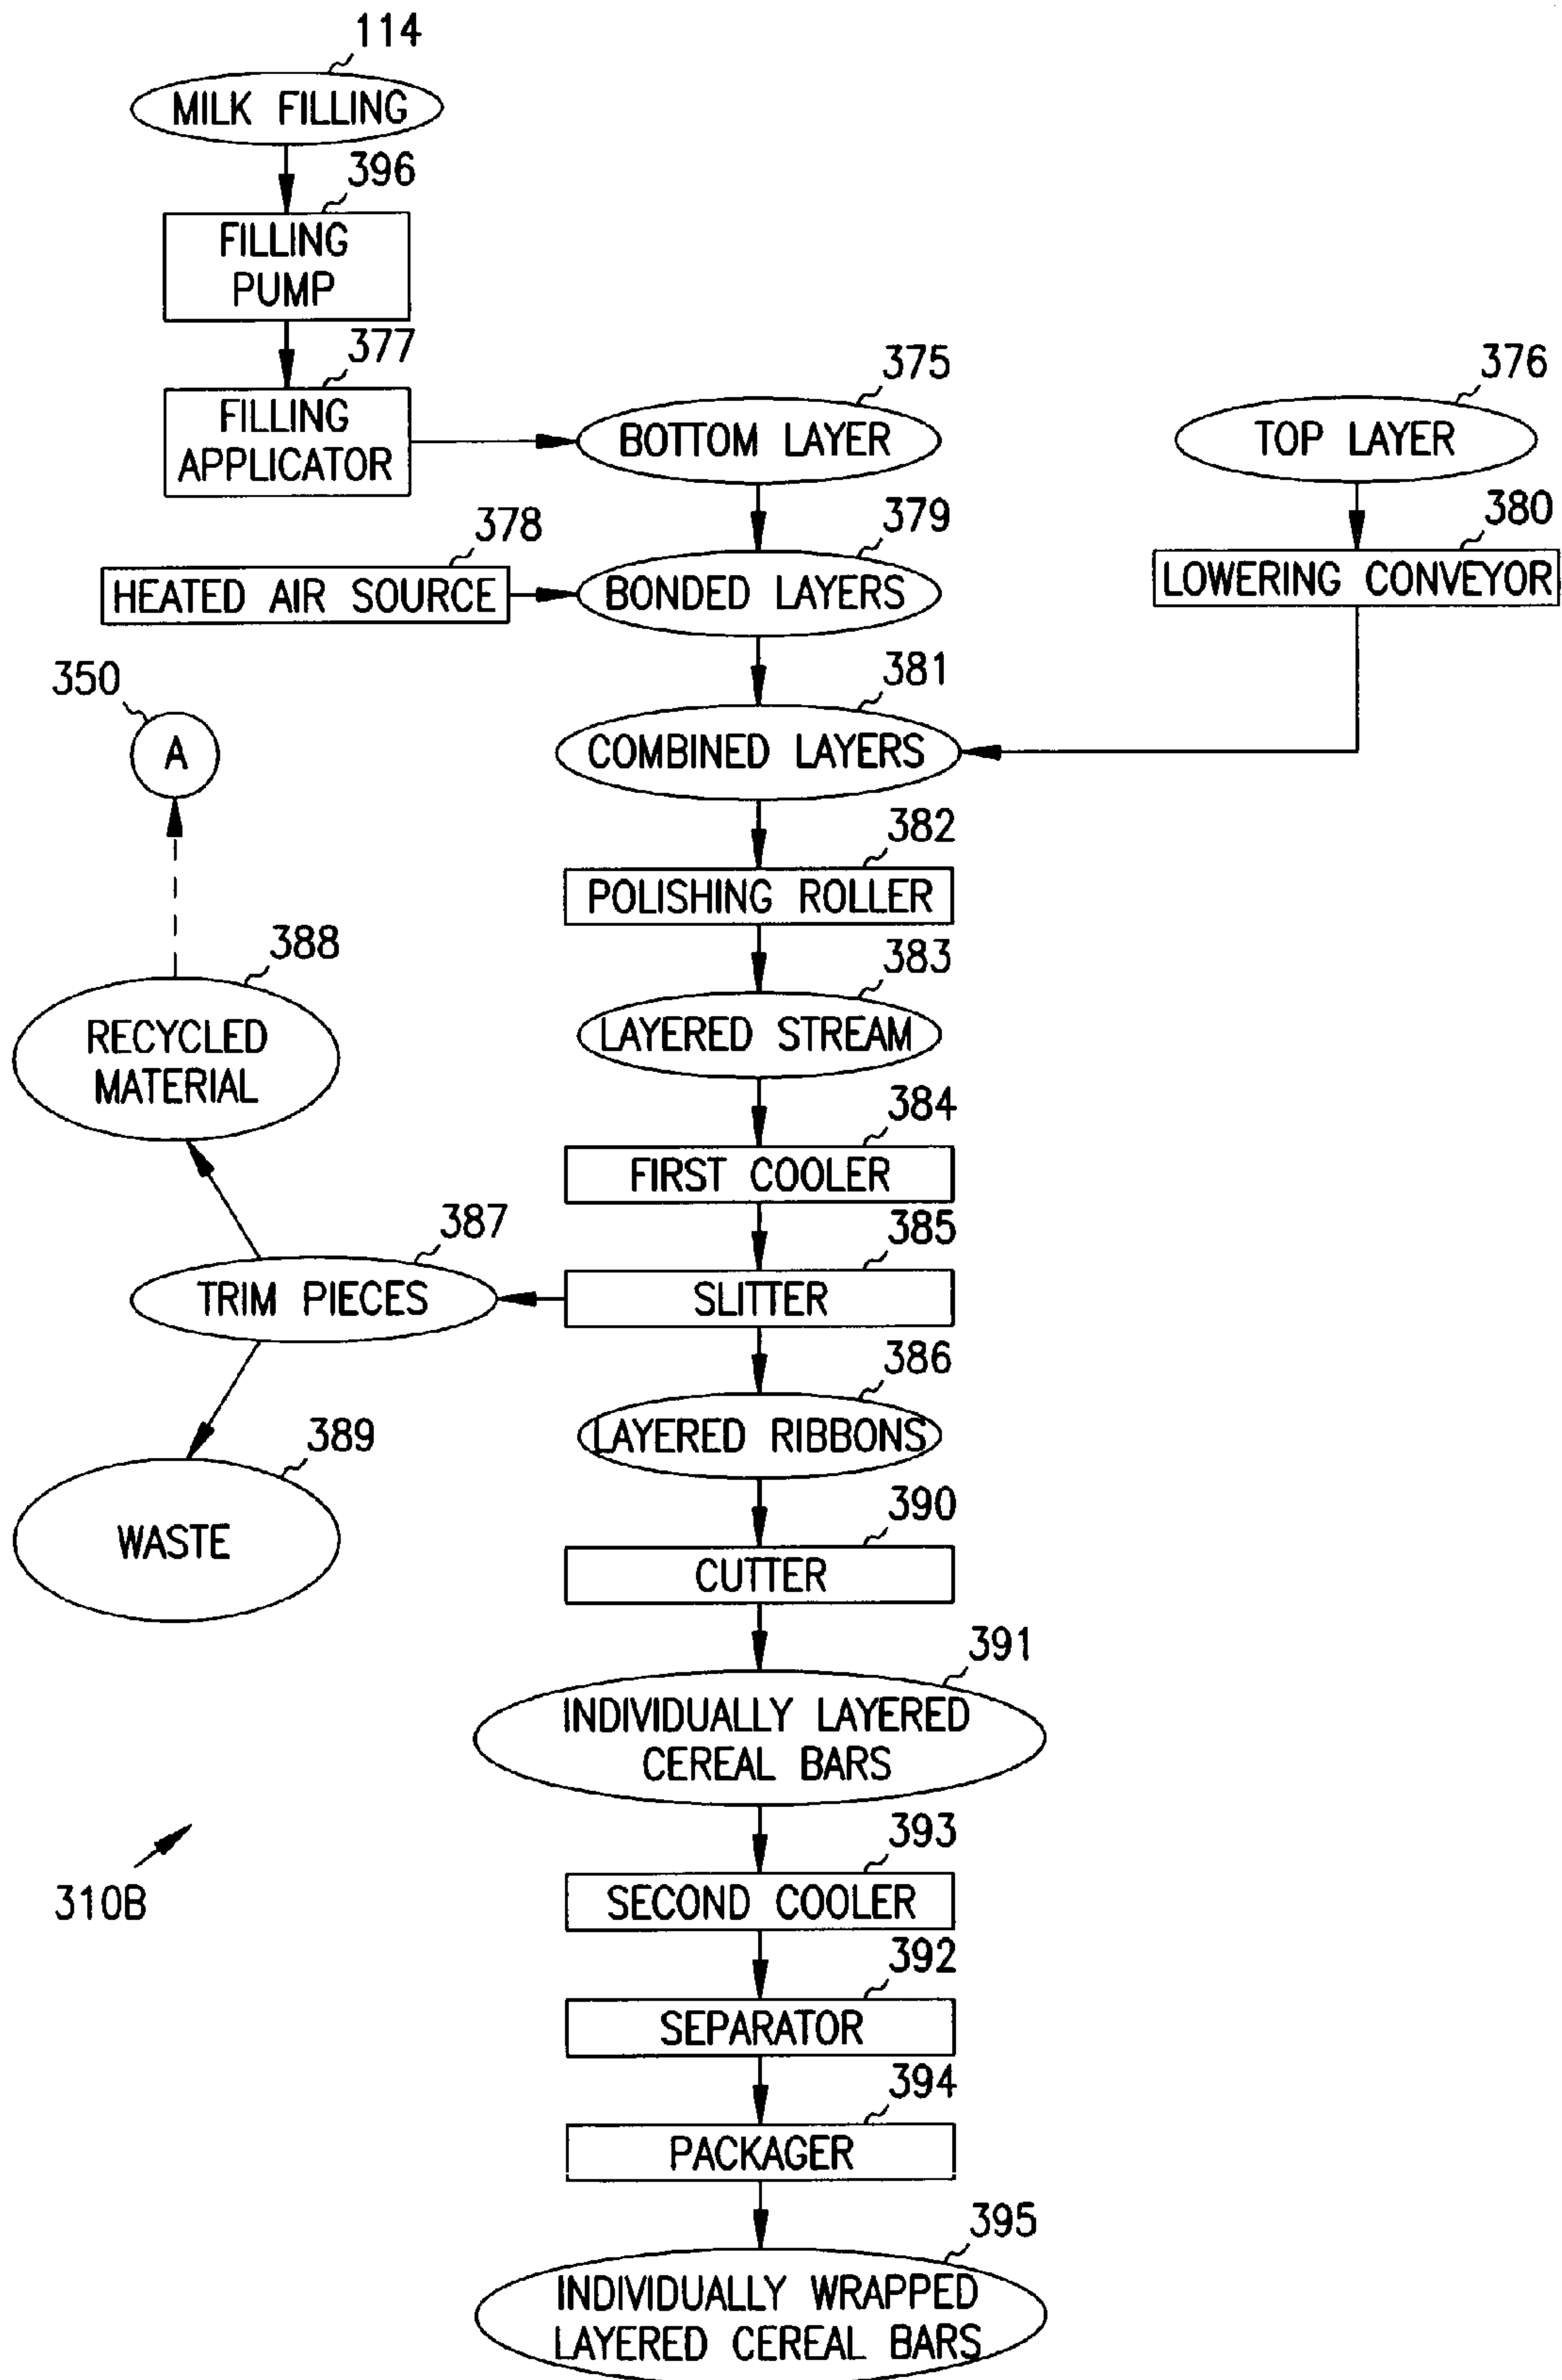 114
MILK FILLING
396
FILLING
PUMP
377
FILLING
APPLICATOR
375
BOTTOM LAYER
376
TOP LAYER
378
HEATED AIR SOURCE
379
BONDED LAYERS
380
LOWERING CONVEYOR
350
A
381
COMBINED LAYERS
382
POLISHING ROLLER
388
RECYCLED
MATERIAL
383
LAYERED STREAM
384
FIRST COOLER
387
TRIM PIECES
385
SLITTER
386
LAYERED RIBBONS
389
WASTE
390
CUTTER
391
INDIVIDUALLY LAYERED
CEREAL BARS
310B
393
SECOND COOLER
392
SEPARATOR
394
PACKAGER
395
INDIVIDUALLY WRAPPED
LAYERED CEREAL BARS